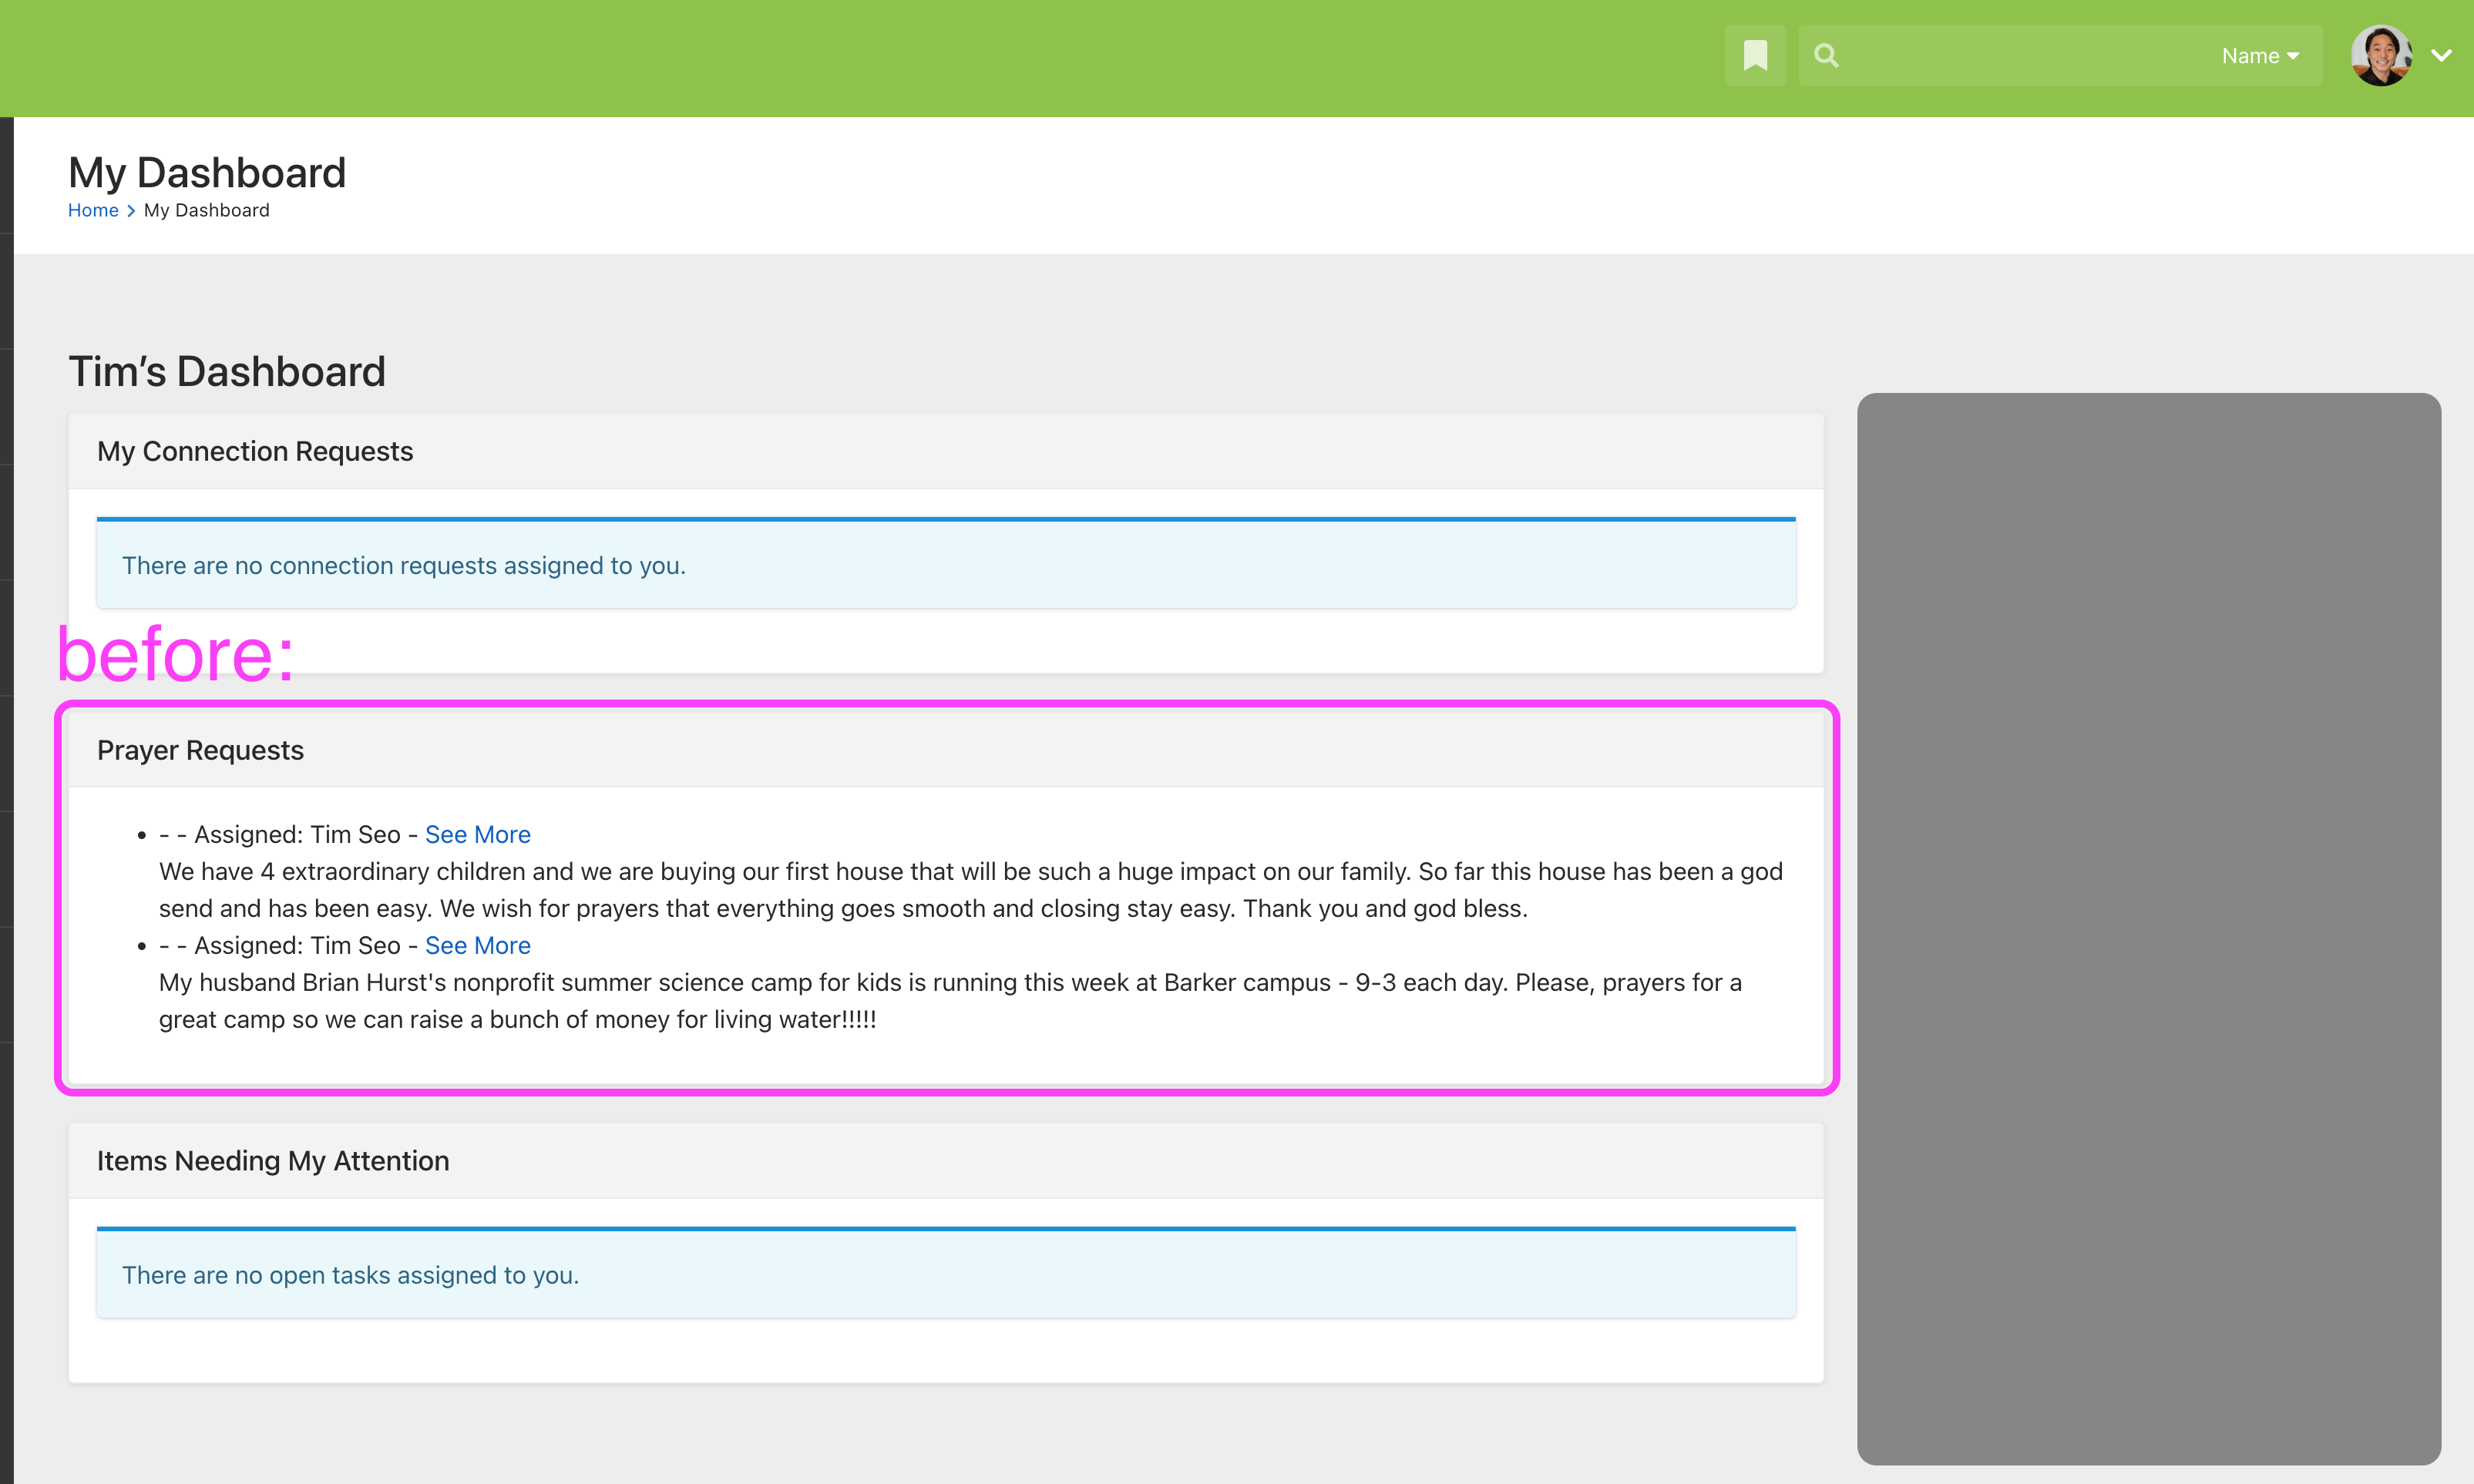 Name
My Dashboard
Home > My Dashboard
Tim’s Dashboard
My Connection Requests
There are no connection requests assigned to you.
before:
Prayer Requests
• - - Assigned: Tim Seo - See More
We have 4 extraordinary children and we are buying our first house that will be such a huge impact on our family. So far this house has been a god
send and has been easy. We wish for prayers that everything goes smooth and closing stay easy. Thank you and god bless.
• - - Assigned: Tim Seo - See More
My husband Brian Hurst's nonprofit summer science camp for kids is running this week at Barker campus - 9-3 each day. Please, prayers for a
great camp so we can raise a bunch of money for living water!!!!!
Items Needing My Attention
There are no open tasks assigned to you.